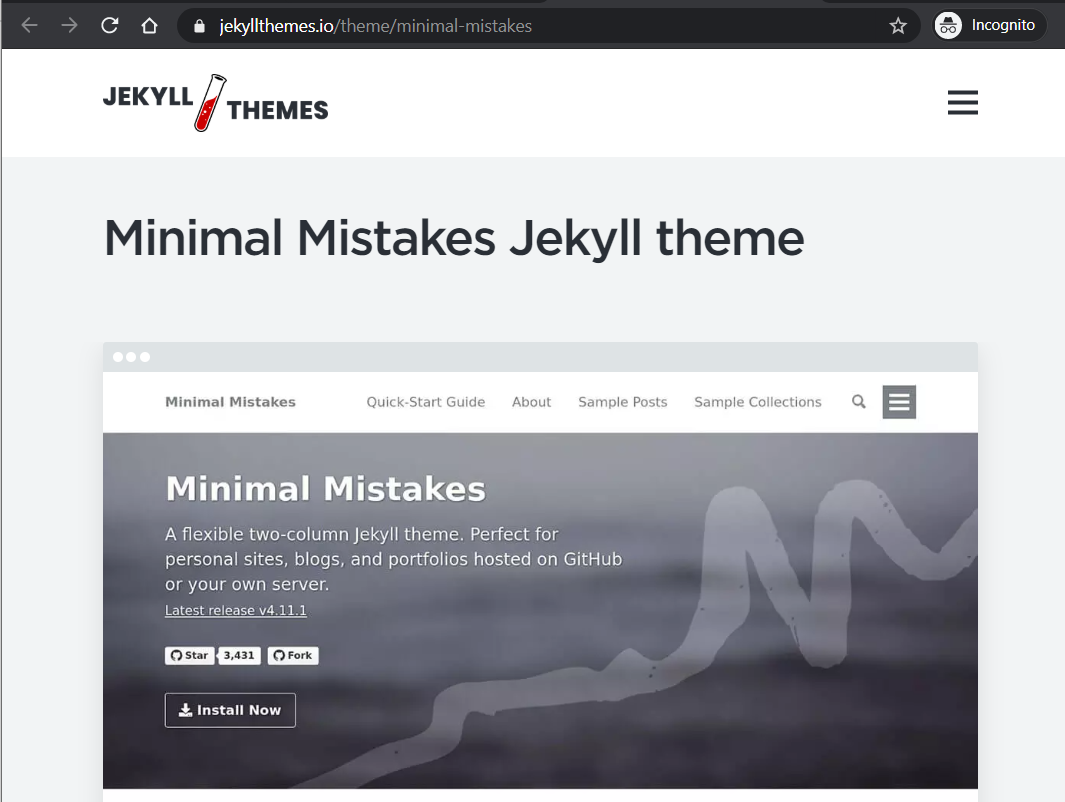 jekyllthemes.io/theme/minimal-mistakes
Incognito
JEKYLL THEMES
Minimal Mistakes Jekyll theme
Minimal Mistakes Quick-Start Guide About Sample Posts Sample Collections
Minimal Mistakes
A flexible two-column Jekyll theme. Perfect for
personal sites, blogs, and portfolios hosted on GitHub
or your own server.
Latest release v4.11.1
Star 3,431 Fork
Install Now